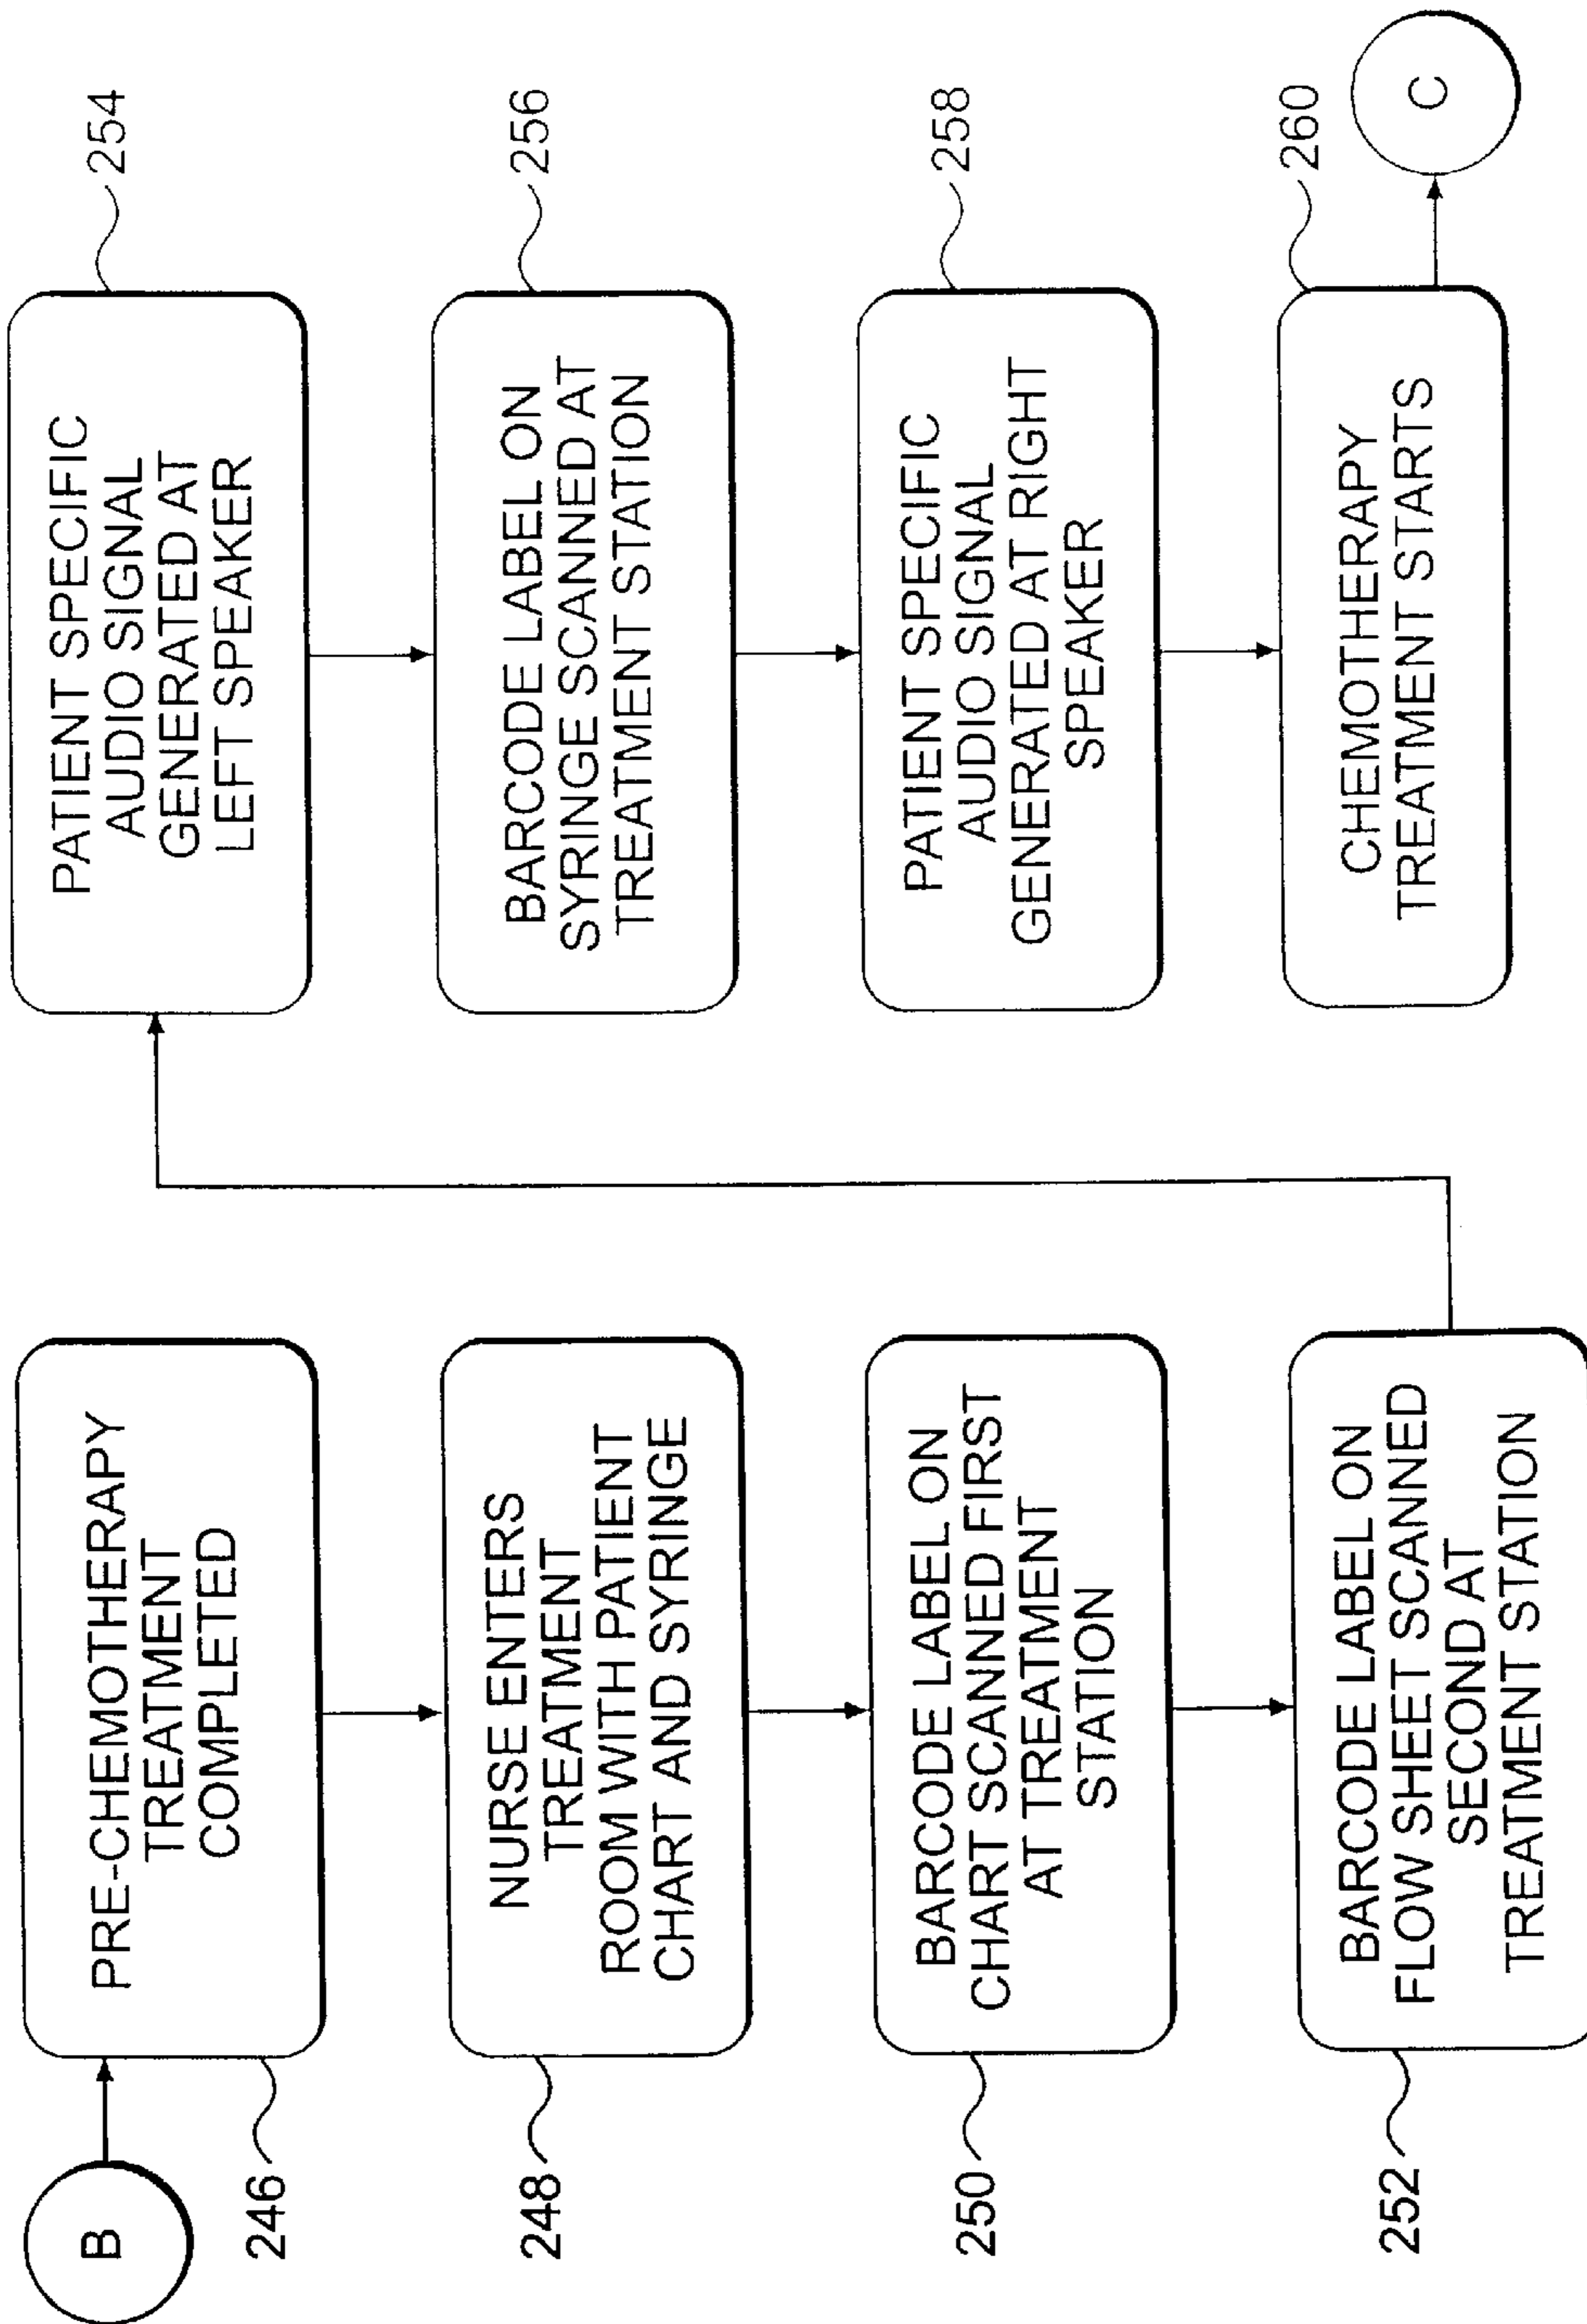 B
246
PRE-CHEMOTHERAPY
TREATMENT
COMPLETED
248
NURSE ENTERS
TREATMENT
ROOM WITH PATIENT
CHART AND SYRINGE
250
BARCODE LABEL ON
CHART SCANNED FIRST
AT TREATMENT
STATION
252
BARCODE LABEL ON
FLOW SHEET SCANNED
SECOND AT
TREATMENT STATION
254
PATIENT SPECIFIC
AUDIO SIGNAL
GENERATED AT
LEFT SPEAKER
256
BARCODE LABEL ON
SYRINGE SCANNED AT
TREATMENT STATION
258
PATIENT SPECIFIC
AUDIO SIGNAL
GENERATED AT RIGHT
SPEAKER
260
CHEMOTHERAPY
TREATMENT STARTS
C